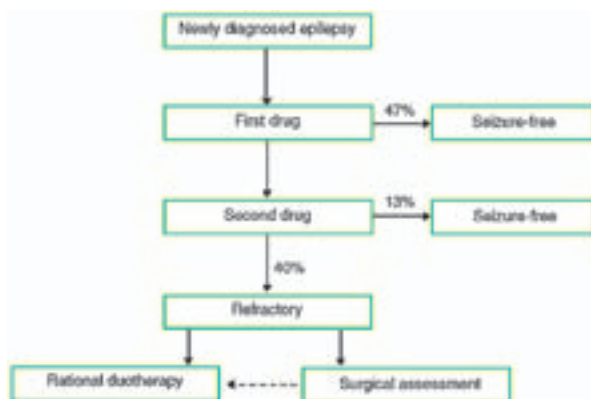 Newly diagnosed epilepsy
First drug
47%
Seizure-free
Second drug
13%
Seizure-free
40%
Refractory
Rational duotherapy
Surgical assessment